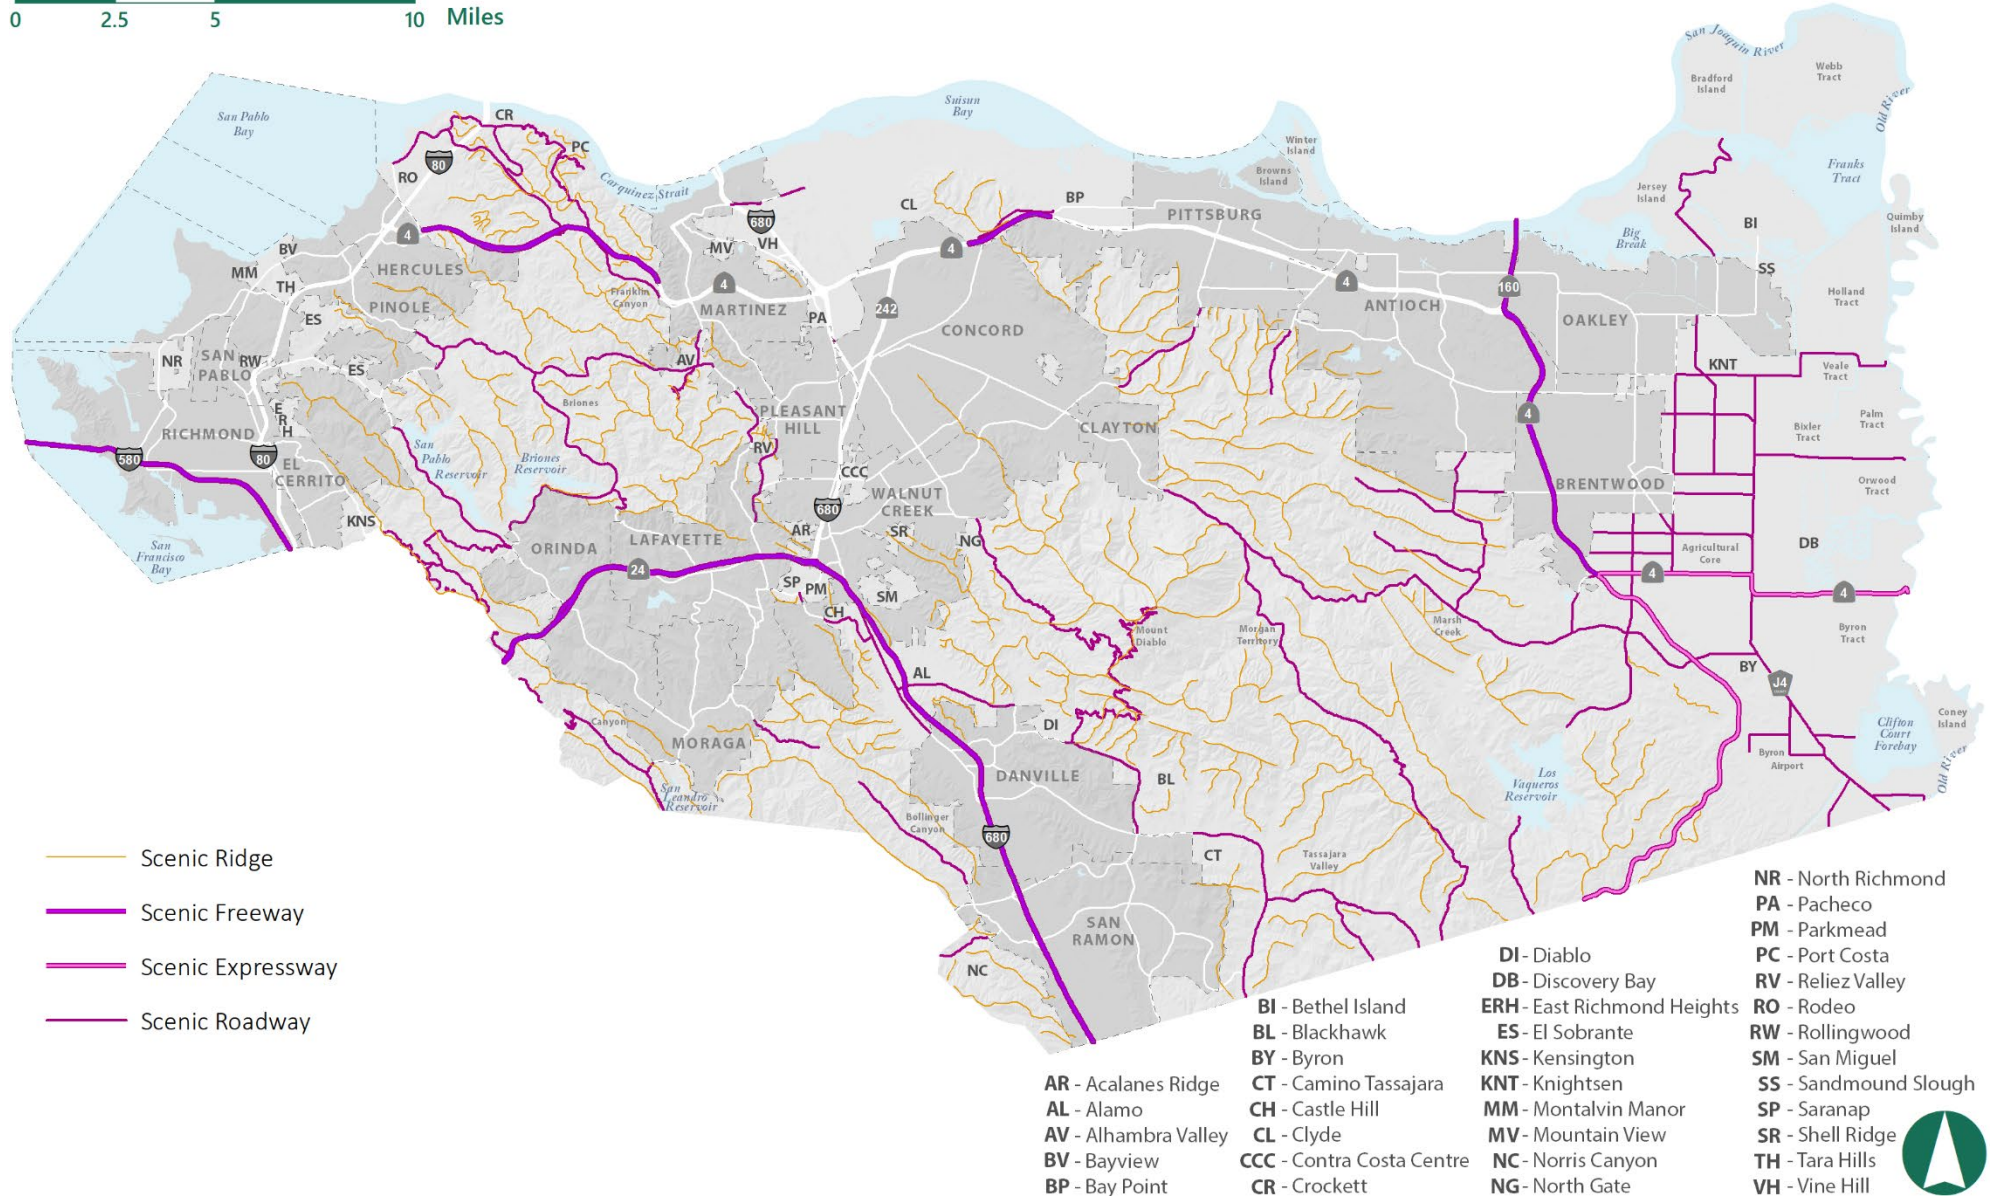 0 2.5 5 10 Miles
San Joaquin River
Webb
Tract
Bradford
Island
Old River
San Pablo
Bay
Suisun
Bay
CR
PC
80
RO
Carquinez Strait
Winter
Island
Browns
Island
Franks
Tract
Jersey
Island
Quimby
Island
BI
CL
BP
PITTSBURG
680
4
BV
MV
VH
4
Big
Break
MM
HERCULES
TH
SS
4
4
160
Holland
Tract
Franklin
Canyon
PINOLE
ES
MARTINEZ
PA
242
CONCORD
ANTIOCH
OAKLEY
NR
SAN
PABLO
RW
ES
AV
KNT
Veale
Tract
Briones
ERH
PLEASANT
HILL
CLAYTON
4
Palm
Tract
Bixler
Tract
RICHMOND
580
80
EL
CERRITO
San
Pablo
Reservoir
Briones
Reservoir
RV
CCC
WALNUT
CREEK
680
BRENTWOOD
Orwood
Tract
KNS
San
Francisco
Bay
ORINDA
LAFAYETTE
AR
SR
NG
DB
Agricultural
Core
24
SP
PM
SM
CH
4
4
Mount
Diablo
Morgan
Territory
Marsh
Creek
Byron
Tract
AL
BY
J4
Canyon
MORAGA
DI
Clifton
Court
Forebay
Coney
Island
Byron
Airport
Old River
DANVILLE
BL
Los
Vaqueros
Reservoir
San
Leandro
Reservoir
Bollinger
Canyon
680
CT
Tassajara
Valley
SAN
RAMON
NC
Scenic Ridge
Scenic Freeway
Scenic Expressway
Scenic Roadway
AR - Acalanes Ridge
AL - Alamo
AV - Alhambra Valley
BV - Bayview
BP - Bay Point
BI - Bethel Island
BL - Blackhawk
BY - Byron
CT - Camino Tassajara
CH - Castle Hill
CL - Clyde
CCC - Contra Costa Centre
CR - Crockett
DI - Diablo
DB - Discovery Bay
ERH - East Richmond Heights
ES - El Sobrante
KNS - Kensington
KNT - Knightsen
MM - Montalvin Manor
MV - Mountain View
NC - Norris Canyon
NG - North Gate
NR - North Richmond
PA - Pacheco
PM - Parkmead
PC - Port Costa
RV - Reliez Valley
RO - Rodeo
RW - Rollingwood
SM - San Miguel
SS - Sandmound Slough
SP - Saranap
SR - Shell Ridge
TH - Tara Hills
VH - Vine Hill